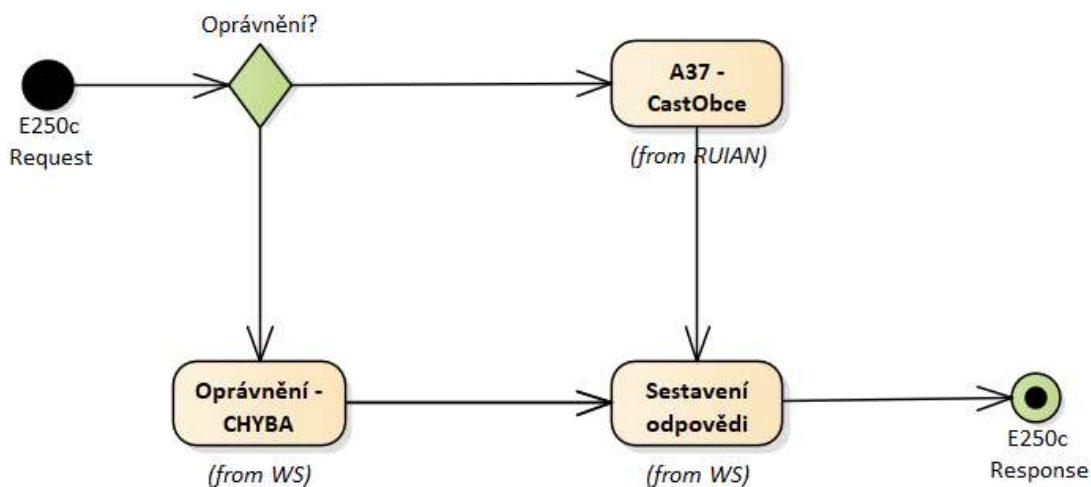 Oprávnění?
A37 -
CastObce
E250c
Request
(from RUIAN)
Oprávnění -
CHYBA
Sestavení
odpovědi
(from WS)
(from WS)
E250c
Response